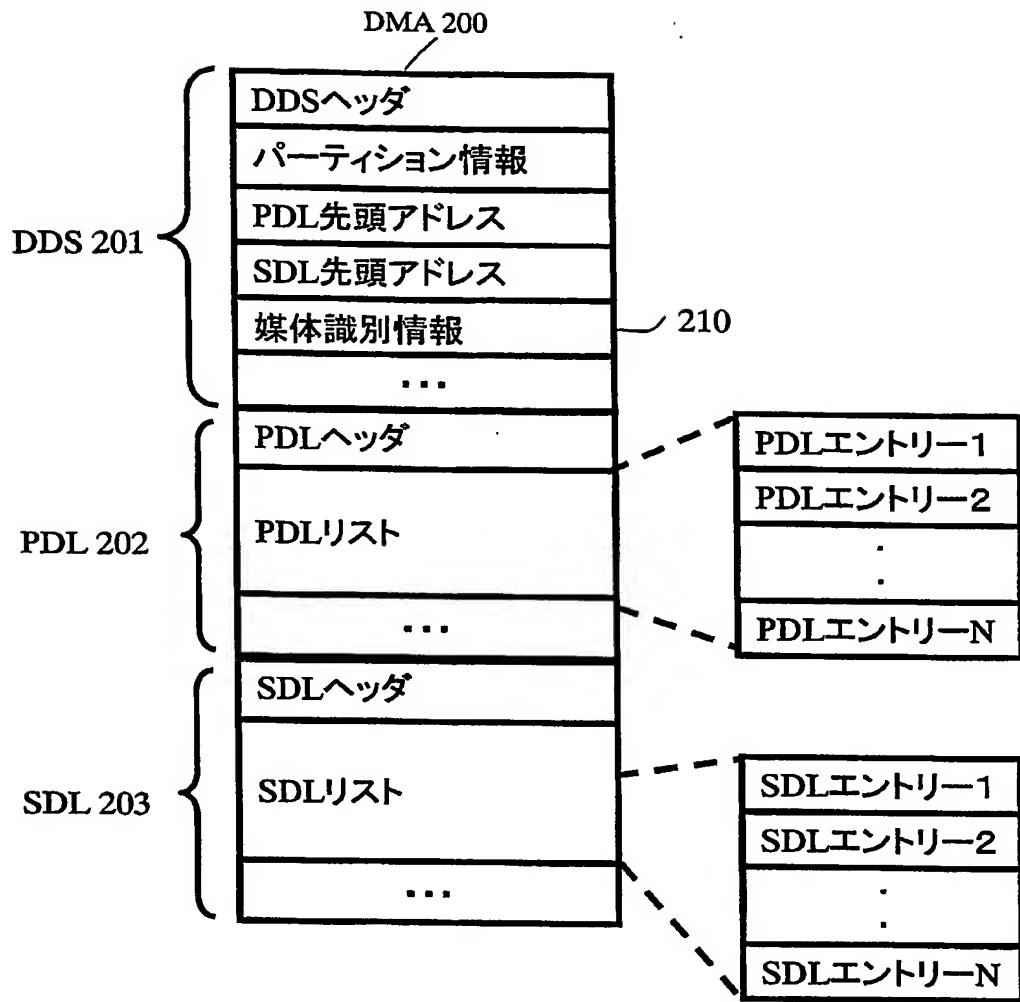 DMA 200
DDS 201
DDSヘッダ
パーティション情報
PDL先頭アドレス
SDL先頭アドレス
媒体識別情報
210
...
PDL 202
PDLヘッダ
PDLリスト
...
PDLエントリー1
PDLエントリー2
:
PDLエントリーN
SDL 203
SDLヘッダ
SDLリスト
...
SDLエントリー1
SDLエントリー2
:
SDLエントリーN